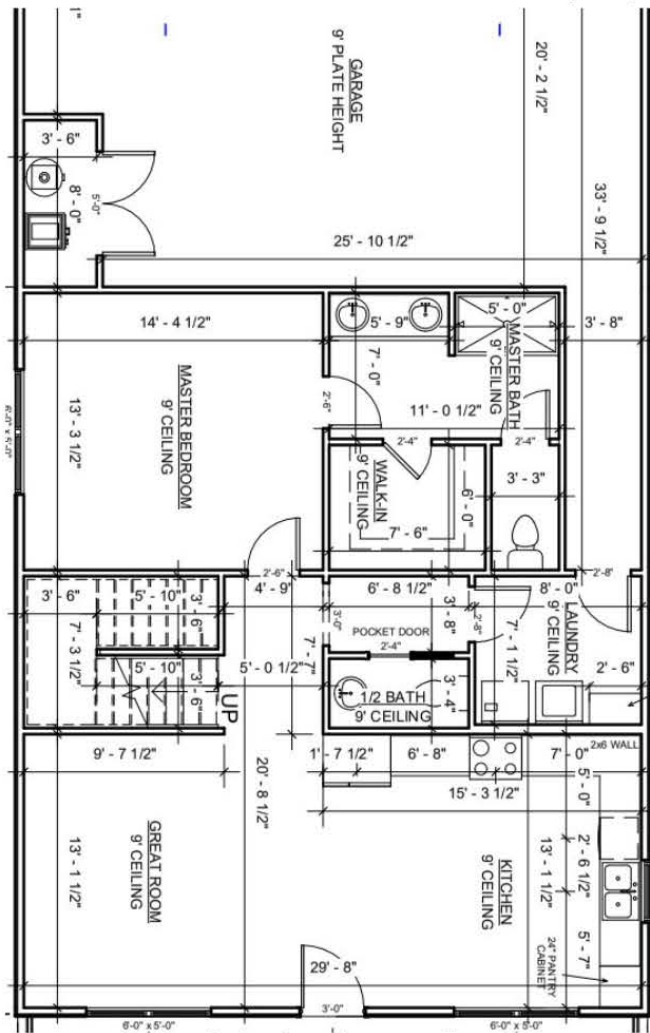 1"
GARAGE
9' PLATE HEIGHT
20' - 2 1/2"
3' - 6"
8' - 0"
5'-0"
33' - 9 1/2"
25' - 10 1/2"
14' - 4 1/2"
5' - 9"
5' - 0"
3' - 8"
MASTER BATH
9' CEILING
7' - 0"
MASTER BEDROOM
9' CEILING
13' - 3 1/2"
2'-6"
11' - 0 1/2"
2'-4"
2'-4"
6'-0" x 5'-0"
WALK-IN
9' CEILING
3' - 3"
6' - 0"
7' - 6"
2'-6"
2'-8"
3' - 6"
5' - 10"
3' - 6"
4' - 9"
6' - 8 1/2"
8' - 0"
3'-0"
3' - 8"
2'-8"
LAUNDRY
9' CEILING
7' - 3 1/2"
7' - 7"
POCKET DOOR
2'-4"
7' - 1 1/2"
5' - 10"
3' - 6"
5' - 0 1/2"
2' - 6"
UP
1/2 BATH
9' CEILING
3' - 4"
9' - 7 1/2"
1' - 7 1/2"
6' - 8"
7' - 0"
2x6 WALL
20' - 8 1/2"
15' - 3 1/2"
5' - 0"
GREAT ROOM
9' CEILING
13' - 1 1/2"
KITCHEN
9' CEILING
13' - 1 1/2"
2' - 6 1/2"
5' - 7"
24" PANTRY
CABINET
29' - 8"
3'-0"
6'-0" x 5'-0"
6'-0" x 5'-0"